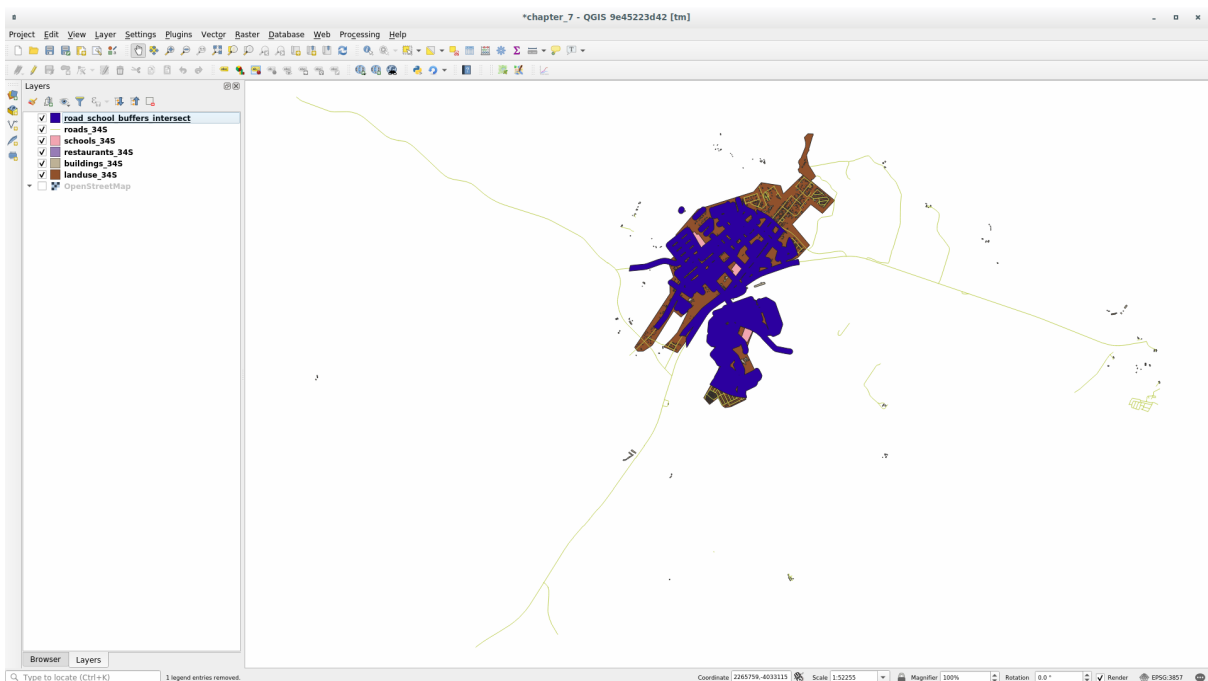 *chapter_7 - QGIS 9e45223d42 [tm]
Project Edit View Layer Settings Plugins Vector Raster Database Web Processing Help
Layers
road_school_buffers_intersect
roads_34S
schools_34S
restaurants_34S
buildings_34S
landuse_34S
OpenStreetMap
Browser Layers
Type to locate (Ctrl+K) 1 legend entries removed. Coordinate 2265759,-4033115 Scale 1:52255 Magnifier 100% Rotation 0.0 ° Render EPSG:3857